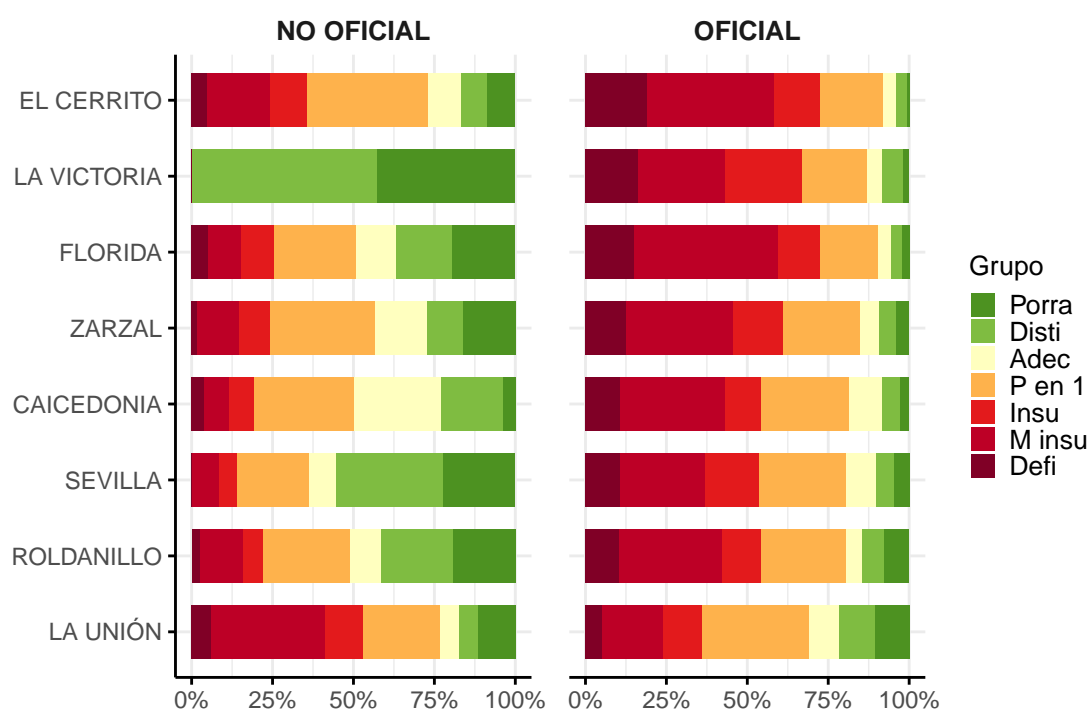 NO OFICIAL
OFICIAL
EL CERRITO
LA VICTORIA
FLORIDA
ZARZAL
CAICEDONIA
SEVILLA
ROLDANILLO
LA UNIÓN
0% 25% 50% 75% 100%
0% 25% 50% 75% 100%
Grupo
Porra
Disti
Adec
P en 1
Insu
M insu
Defi